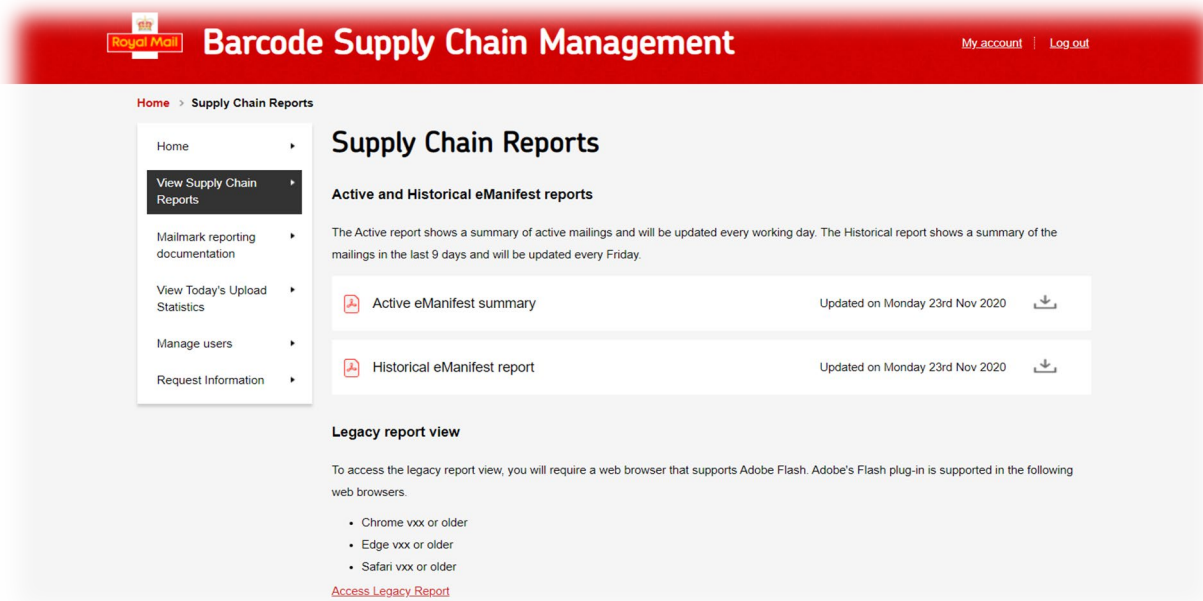 Royal Mail
Barcode Supply Chain Management
My account | Log out
Home > Supply Chain Reports
Home
View Supply Chain
Reports
Mailmark reporting
documentation
View Today's Upload
Statistics
Manage users
Request Information
Supply Chain Reports
Active and Historical eManifest reports
The Active report shows a summary of active mailings and will be updated every working day. The Historical report shows a summary of the
mailings in the last 9 days and will be updated every Friday.
Active eManifest summary Updated on Monday 23rd Nov 2020
Historical eManifest report Updated on Monday 23rd Nov 2020
Legacy report view
To access the legacy report view, you will require a web browser that supports Adobe Flash. Adobe's Flash plug-in is supported in the following
web browsers.
• Chrome vxx or older
• Edge vxx or older
• Safari vxx or older
Access Legacy Report